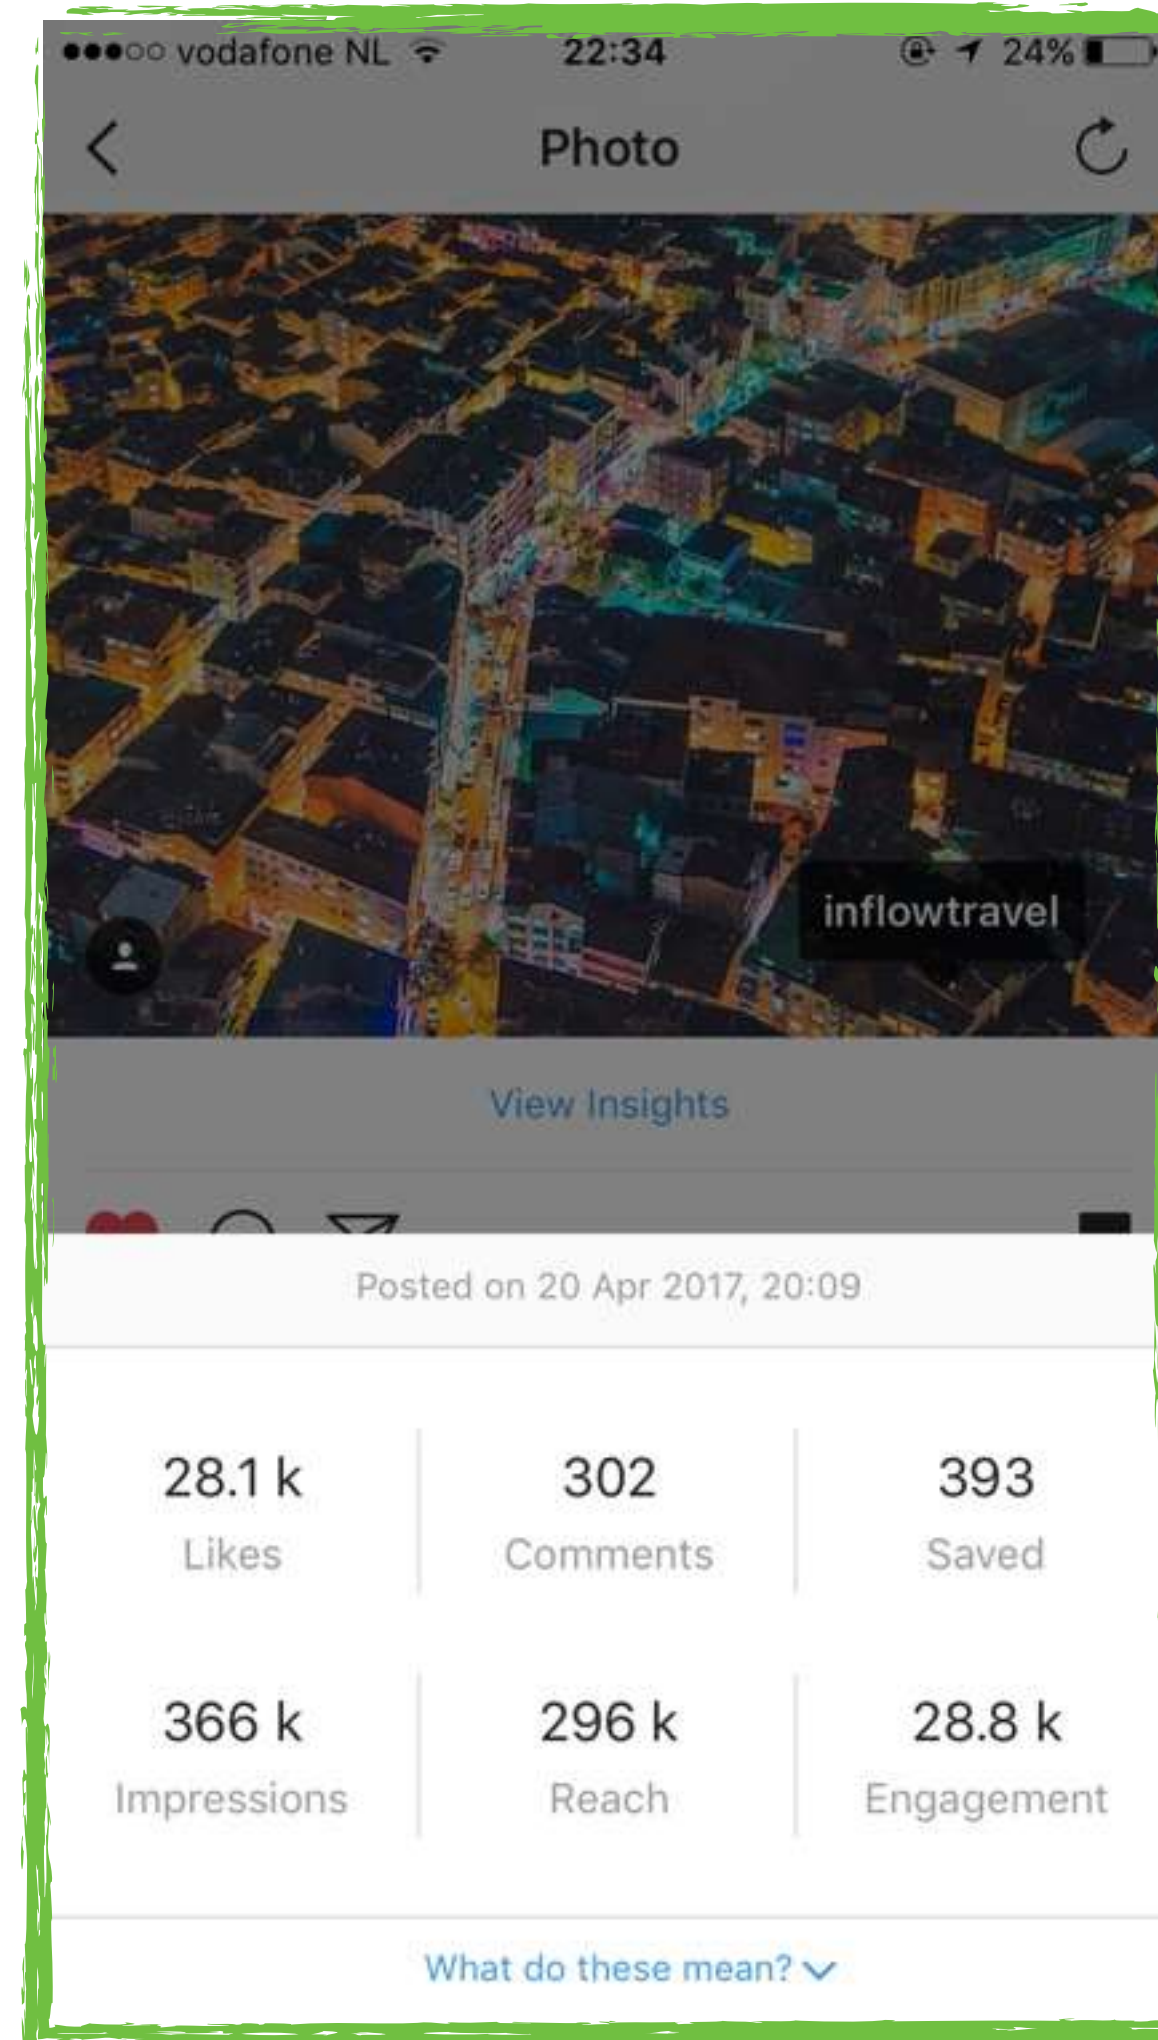 vodafone NL 22:34 24%
Photo
inflowtravel
View Insights
Posted on 20 Apr 2017, 20:09
28.1 k 302 393
Likes Comments Saved
366 k 296 k 28.8 k
Impressions Reach Engagement
What do these mean?